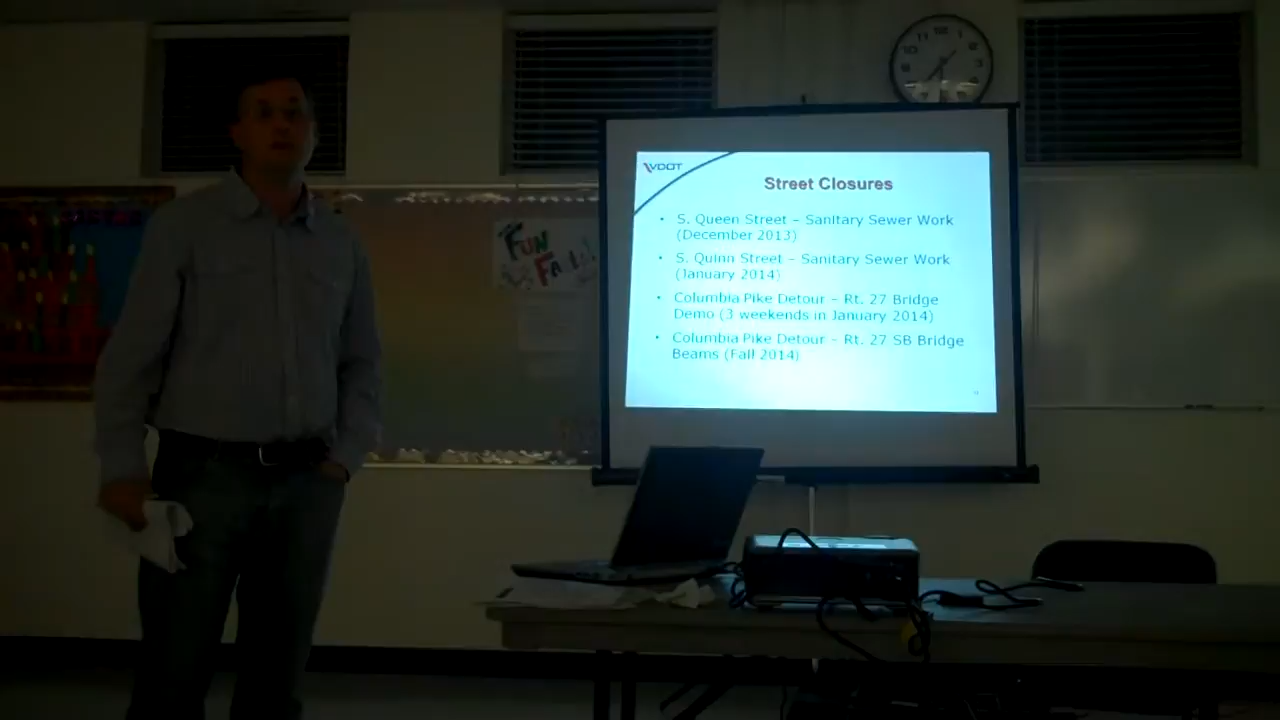 VDOT
Street Closures
• S. Queen Street – Sanitary Sewer Work
(December 2013)
• S. Quinn Street – Sanitary Sewer Work
(January 2014)
• Columbia Pike Detour – Rt. 27 Bridge
Demo (3 weekends in January 2014)
• Columbia Pike Detour – Rt. 27 SB Bridge
Beams (Fall 2014)
FUN